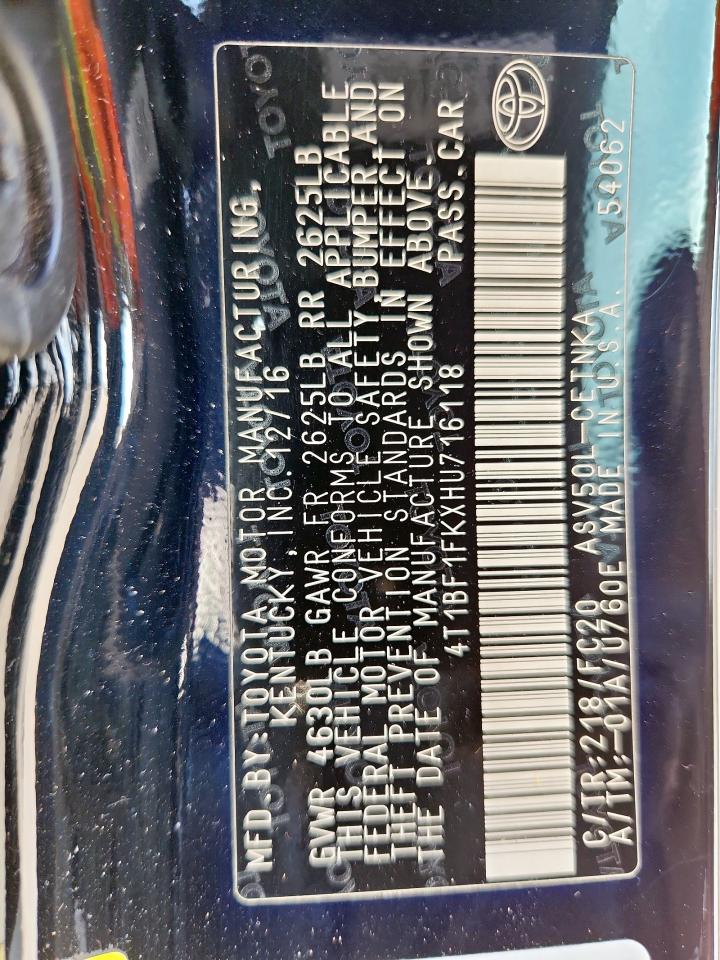 MFD.BY:TOYOTA MOTOR MANUFACTURING,
KENTUCKY, INC. 12/16
GVWR 4630LB GAWR FR 2625LB RR 2625LB
THIS VEHICLE CONFORMS TO ALL APPLICABLE
FEDERAL MOTOR VEHICLE SAFETY, BUMPER AND
THEFT PREVENTION STANDARDS IN EFFECT ON
THE DATE OF MANUFACTURE SHOWN ABOVE.
4T1BF1FKXHU716118 PASS.CAR
C/TR:218/FC20 ASV50L-CETNKA
A/TM:-01A/U760E MADE IN U.S.A. 54062